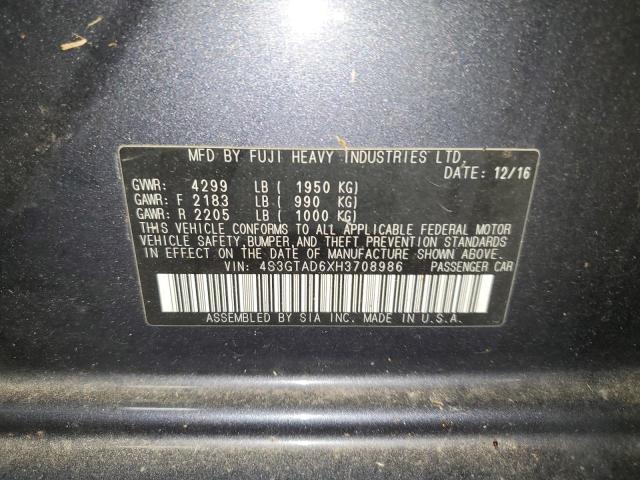 MFD BY FUJI HEAVY INDUSTRIES LTD.
DATE: 12/16
GVWR: 4299 LB ( 1950 KG)
GAWR: F 2183 LB ( 990 KG)
GAWR: R 2205 LB ( 1000 KG)
THIS VEHICLE CONFORMS TO ALL APPLICABLE FEDERAL MOTOR
VEHICLE SAFETY, BUMPER, AND THEFT PREVENTION STANDARDS
IN EFFECT ON THE DATE OF MANUFACTURE SHOWN ABOVE.
VIN: 4S3GTAD6XH3708986 PASSENGER CAR
ASSEMBLED BY SIA INC. MADE IN U.S.A.